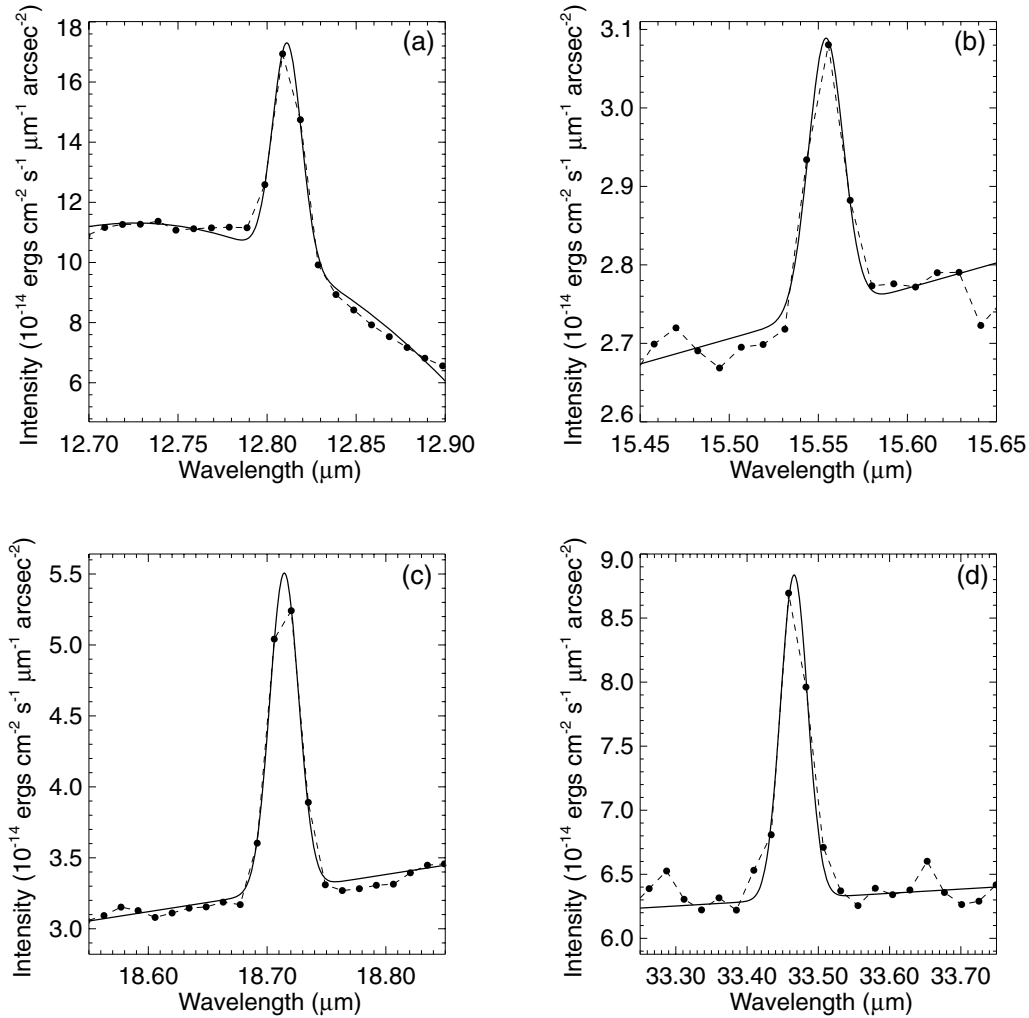 (a)
Intensity (10⁻¹⁴ ergs cm⁻² s⁻¹ μm⁻¹ arcsec⁻²)
18
16
14
12
10
8
6
12.70 12.75 12.80 12.85 12.90
Wavelength (μm)
(b)
Intensity (10⁻¹⁴ ergs cm⁻² s⁻¹ μm⁻¹ arcsec⁻²)
3.1
3.0
2.9
2.8
2.7
2.6
15.45 15.50 15.55 15.60 15.65
Wavelength (μm)
(c)
Intensity (10⁻¹⁴ ergs cm⁻² s⁻¹ μm⁻¹ arcsec⁻²)
5.5
5.0
4.5
4.0
3.5
3.0
18.60 18.70 18.80
Wavelength (μm)
(d)
Intensity (10⁻¹⁴ ergs cm⁻² s⁻¹ μm⁻¹ arcsec⁻²)
9.0
8.5
8.0
7.5
7.0
6.5
6.0
33.30 33.40 33.50 33.60 33.70
Wavelength (μm)